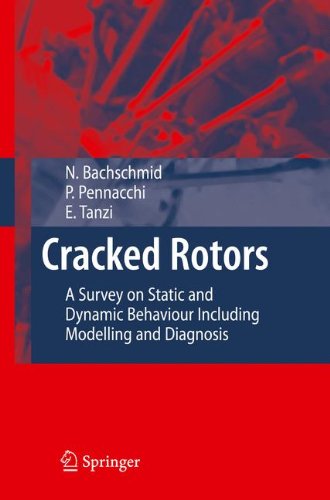 N. Bachschmid
P. Pennacchi
E. Tanzi
Cracked Rotors
A Survey on Static and
Dynamic Behaviour Including
Modelling and Diagnosis
Springer